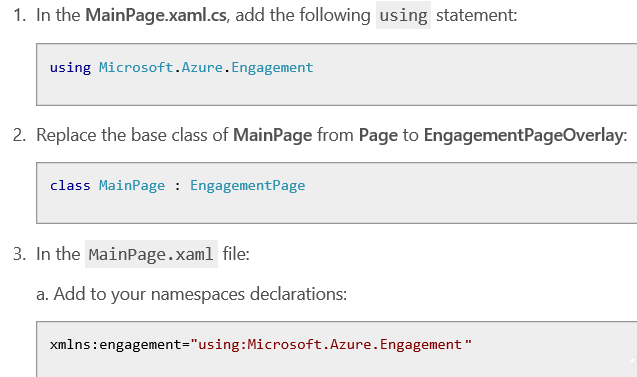 1. In the MainPage.xaml.cs, add the following using statement:
using Microsoft.Azure.Engagement
2. Replace the base class of MainPage from Page to EngagementPageOverlay:
class MainPage : EngagementPage
3. In the MainPage.xaml file:
a. Add to your namespaces declarations:
xmlns:engagement="using:Microsoft.Azure.Engagement"